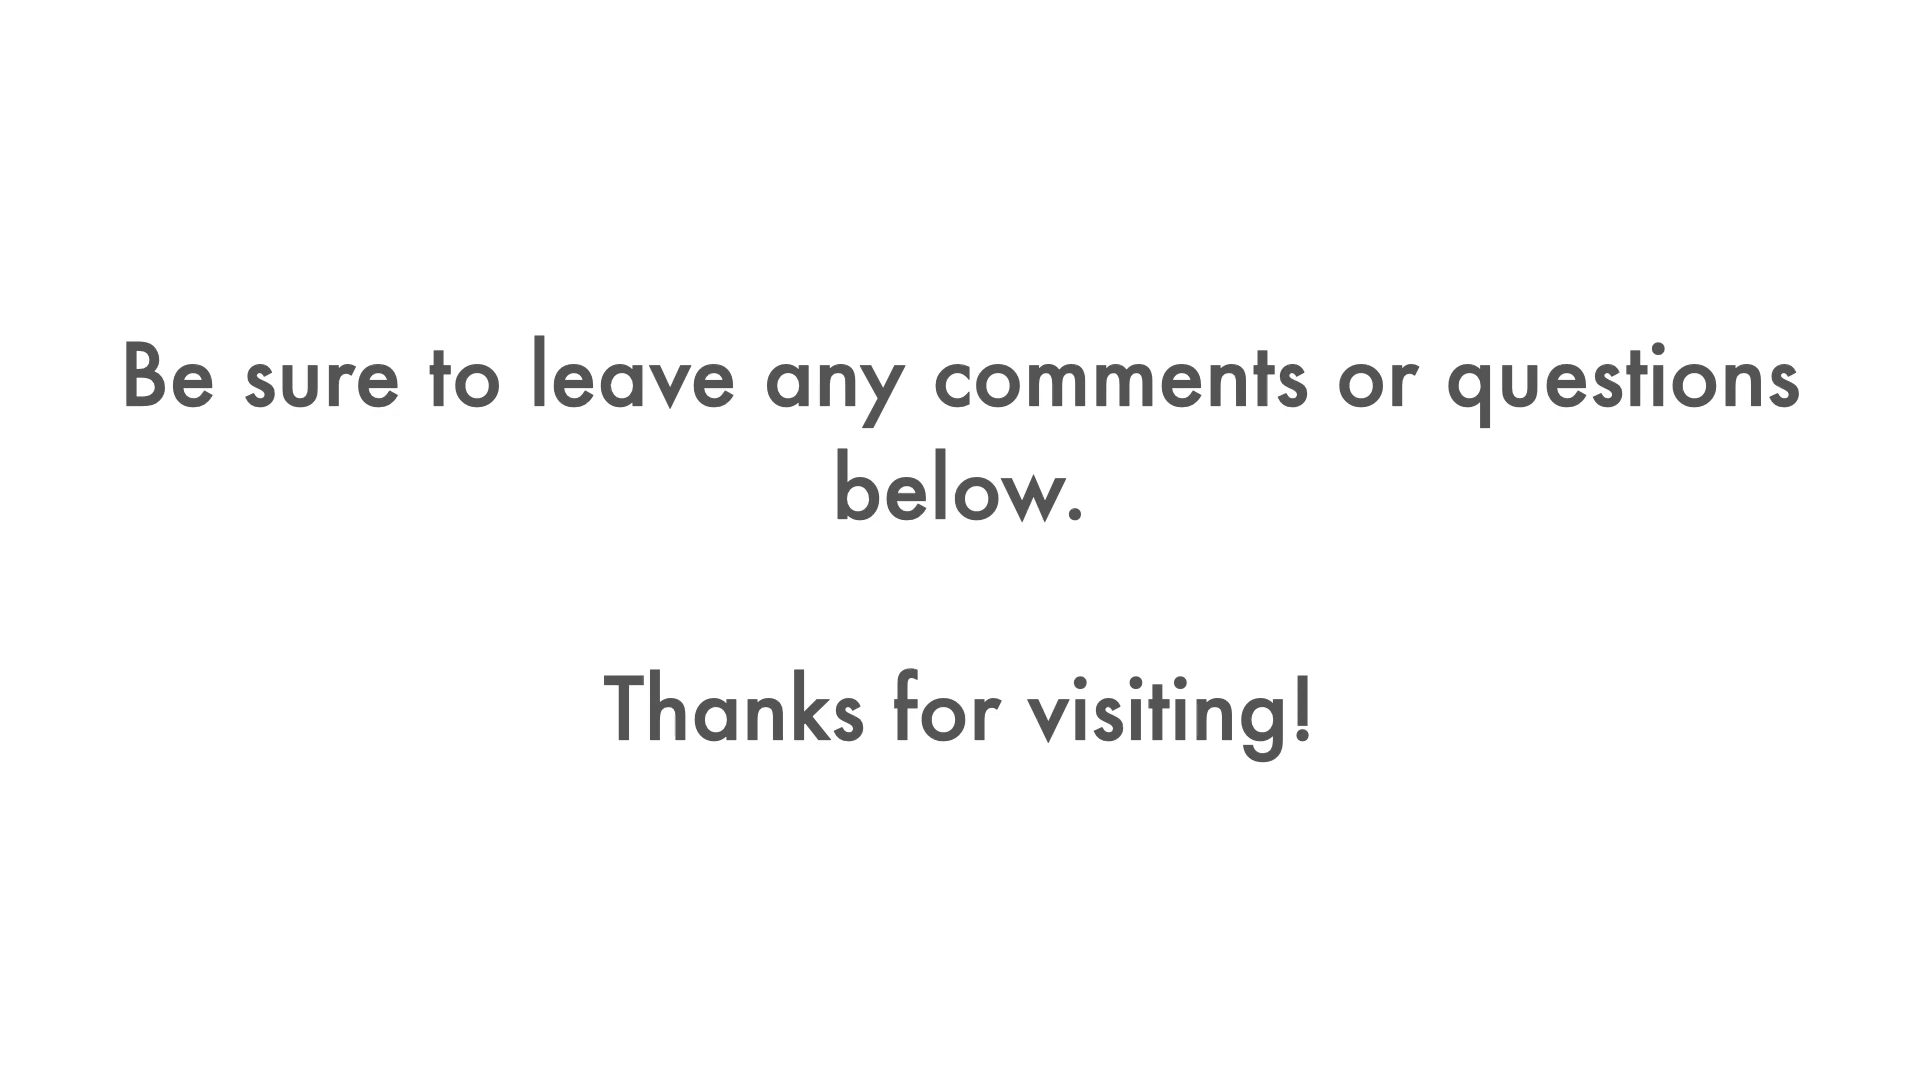 Be sure to leave any comments or questions
below.
Thanks for visiting!